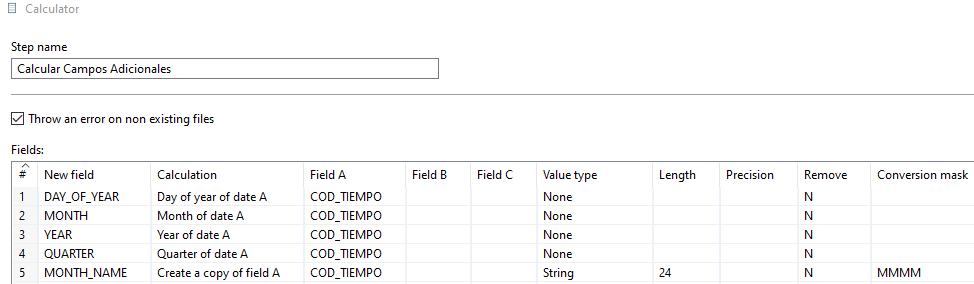 Calculator
Step name
Calcular Campos Adicionales
Throw an error on non existing files
Fields:
# New field Calculation Field A Field B Field C Value type Length Precision Remove Conversion mask
1 DAY_OF_YEAR Day of year of date A COD_TIEMPO None N
2 MONTH Month of date A COD_TIEMPO None N
3 YEAR Year of date A COD_TIEMPO None N
4 QUARTER Quarter of date A COD_TIEMPO None N
5 MONTH_NAME Create a copy of field A COD_TIEMPO String 24 N MMMM